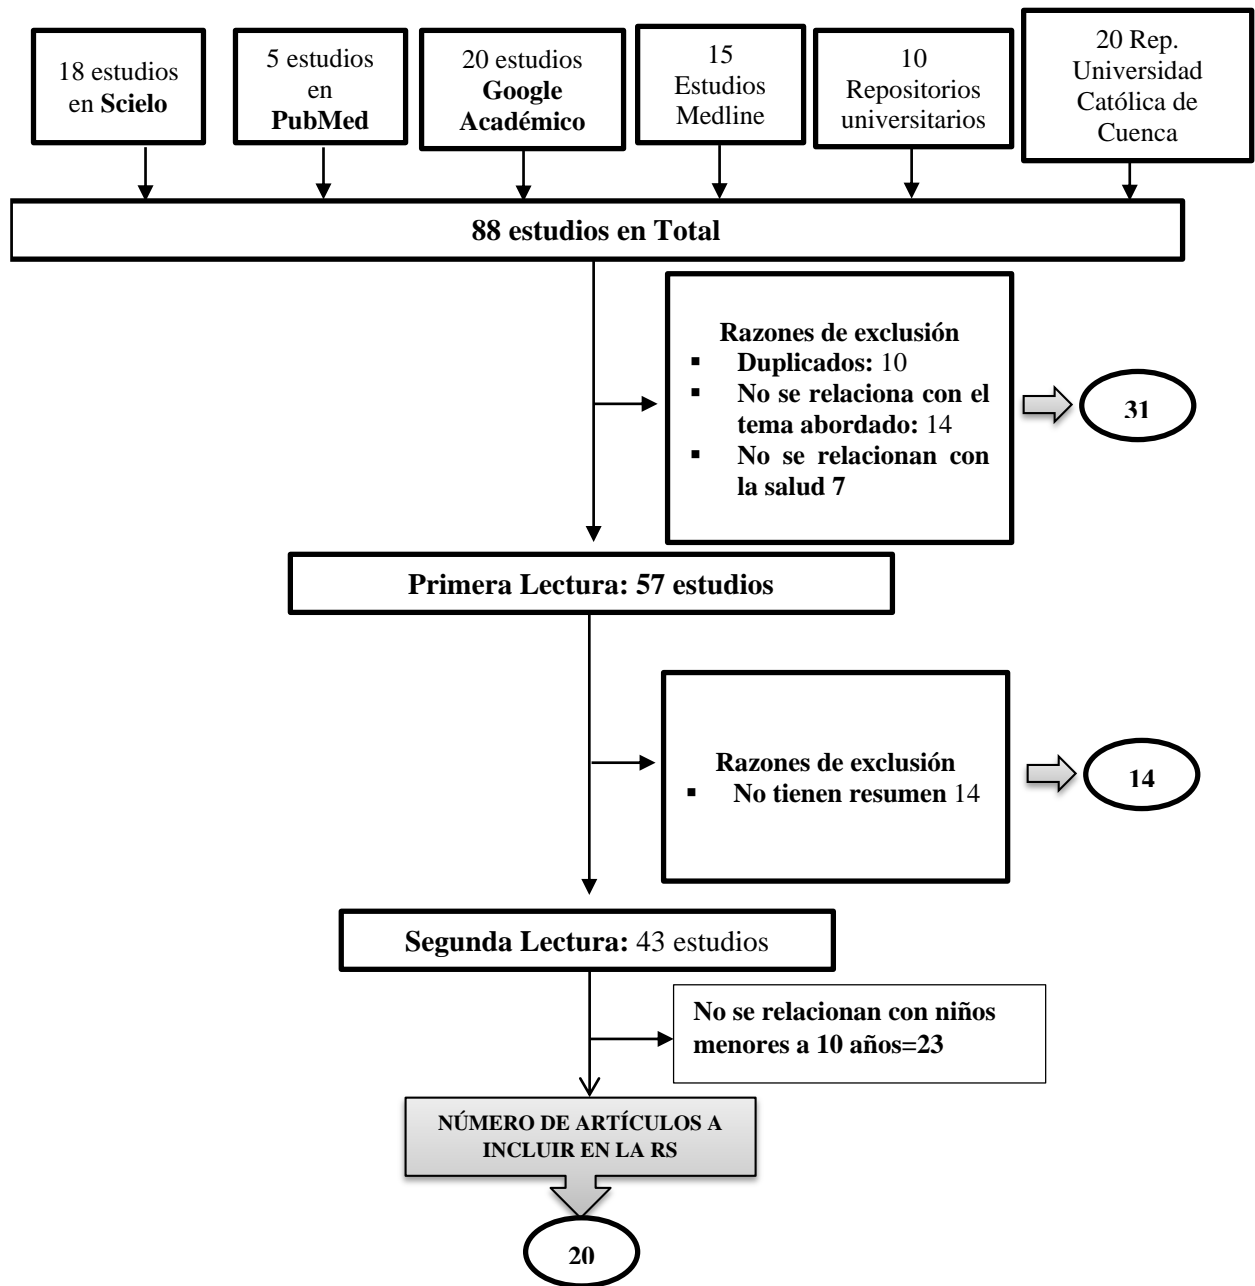 18 estudios
en Scielo
5 estudios
en
PubMed
20 estudios
Google
Académico
15
Estudios
Medline
10
Repositorios
universitarios
20 Rep.
Universidad
Católica de
Cuenca
88 estudios en Total
Razones de exclusión
▪ Duplicados: 10
▪ No se relaciona con el
tema abordado: 14
▪ No se relacionan con
la salud 7
31
Primera Lectura: 57 estudios
Razones de exclusión
▪ No tienen resumen 14
14
Segunda Lectura: 43 estudios
No se relacionan con niños
menores a 10 años=23
NÚMERO DE ARTÍCULOS A
INCLUIR EN LA RS
20